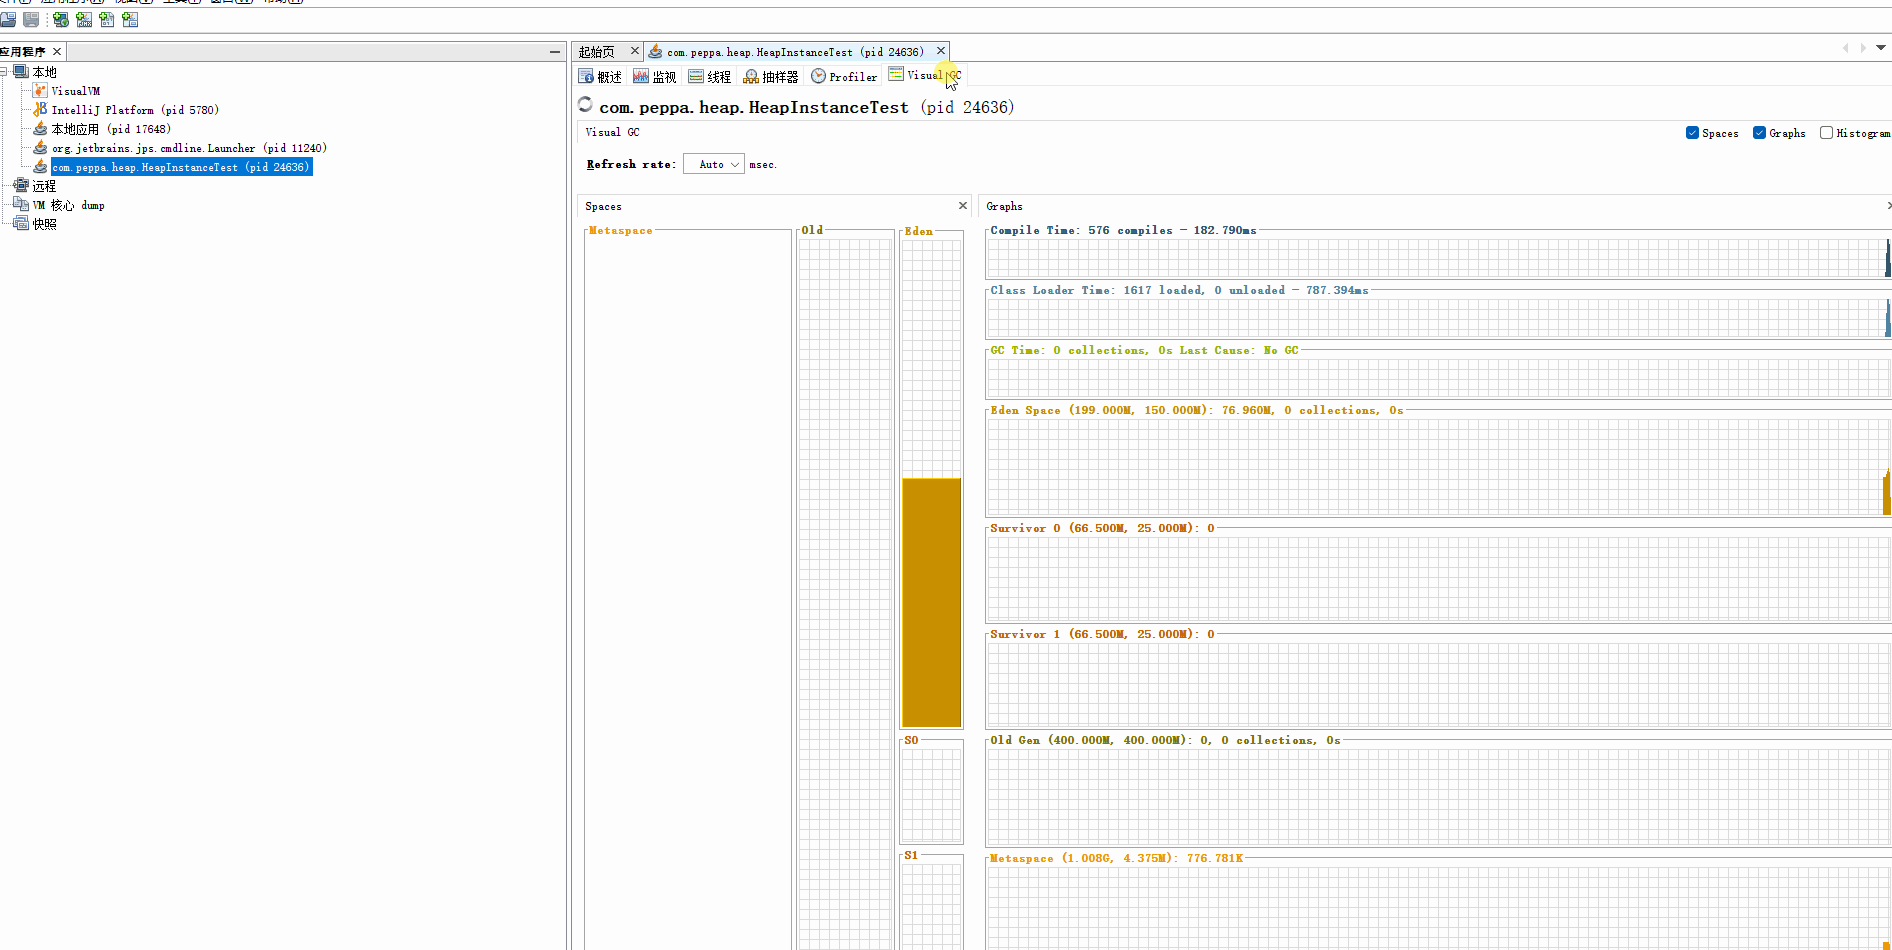 应用程序
本地
VisualVM
IntelliJ Platform (pid 5780)
本地应用 (pid 17648)
org.jetbrains.jps.cmdline.Launcher (pid 11240)
com.peppa.heap.HeapInstanceTest (pid 24636)
远程
VM 核心 dump
快照
起始页 com.peppa.heap.HeapInstanceTest (pid 24636)
概述 监视 线程 抽样器 Profiler Visual GC
com.peppa.heap.HeapInstanceTest (pid 24636)
Visual GC
Spaces Graphs Histogram
Refresh rate: Auto msec.
Spaces
Metaspace Old Eden
S0
S1
Graphs
Compile Time: 576 compiles - 182.790ms
Class Loader Time: 1617 loaded, 0 unloaded - 787.394ms
GC Time: 0 collections, 0s Last Cause: No GC
Eden Space (199.000M, 150.000M): 76.960M, 0 collections, 0s
Survivor 0 (66.500M, 25.000M): 0
Survivor 1 (66.500M, 25.000M): 0
Old Gen (400.000M, 400.000M): 0, 0 collections, 0s
Metaspace (1.008G, 4.375M): 776.781K